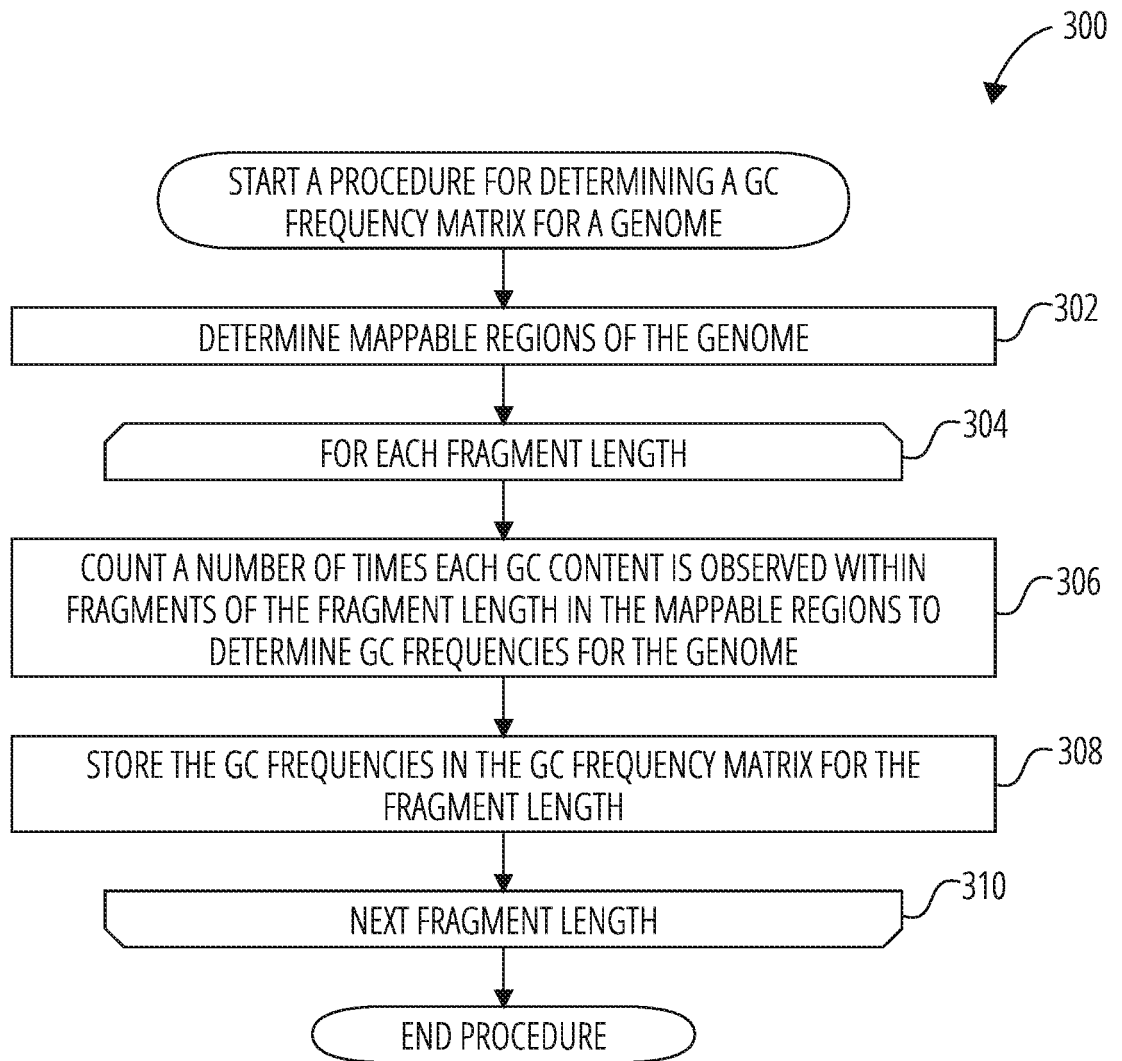 300
START A PROCEDURE FOR DETERMINING A GC
FREQUENCY MATRIX FOR A GENOME
302
DETERMINE MAPPABLE REGIONS OF THE GENOME
304
FOR EACH FRAGMENT LENGTH
COUNT A NUMBER OF TIMES EACH GC CONTENT IS OBSERVED WITHIN
306
FRAGMENTS OF THE FRAGMENT LENGTH IN THE MAPPABLE REGIONS TO
DETERMINE GC FREQUENCIES FOR THE GENOME
308
STORE THE GC FREQUENCIES IN THE GC FREQUENCY MATRIX FOR THE
FRAGMENT LENGTH
310
NEXT FRAGMENT LENGTH
END PROCEDURE